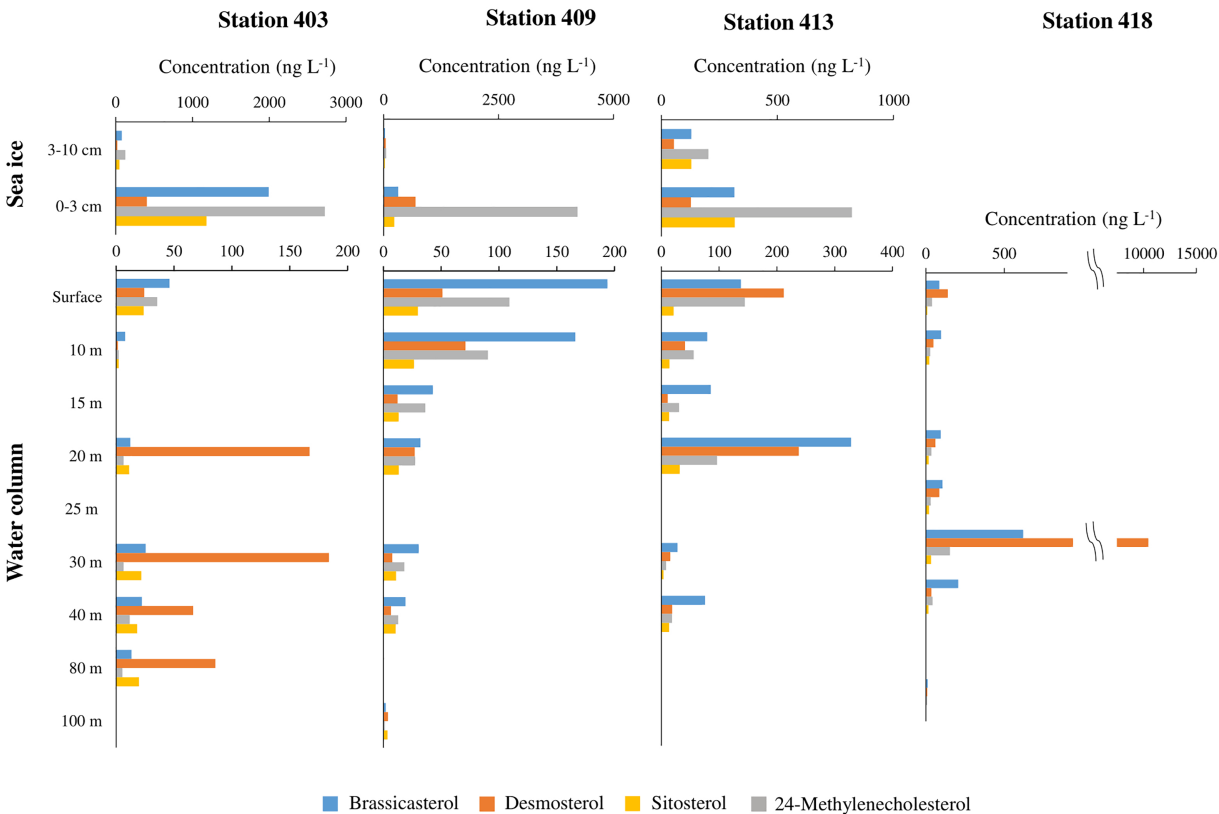 Station 403 Station 409 Station 413 Station 418
Concentration (ng L-1) Concentration (ng L-1) Concentration (ng L-1)
0 1000 2000 3000 0 2500 5000 0 500 1000
Sea ice
3-10 cm
0-3 cm
Concentration (ng L-1)
0 50 100 150 200 0 50 100 150 200 0 100 200 300 400 0 500 10000 15000
Water column
Surface
10 m
15 m
20 m
25 m
30 m
40 m
80 m
100 m
Brassicasterol Desmosterol Sitosterol 24-Methylenecholesterol